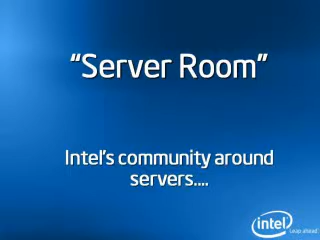 “Server Room”
Intel’s community around
servers....
intel
Leap ahead